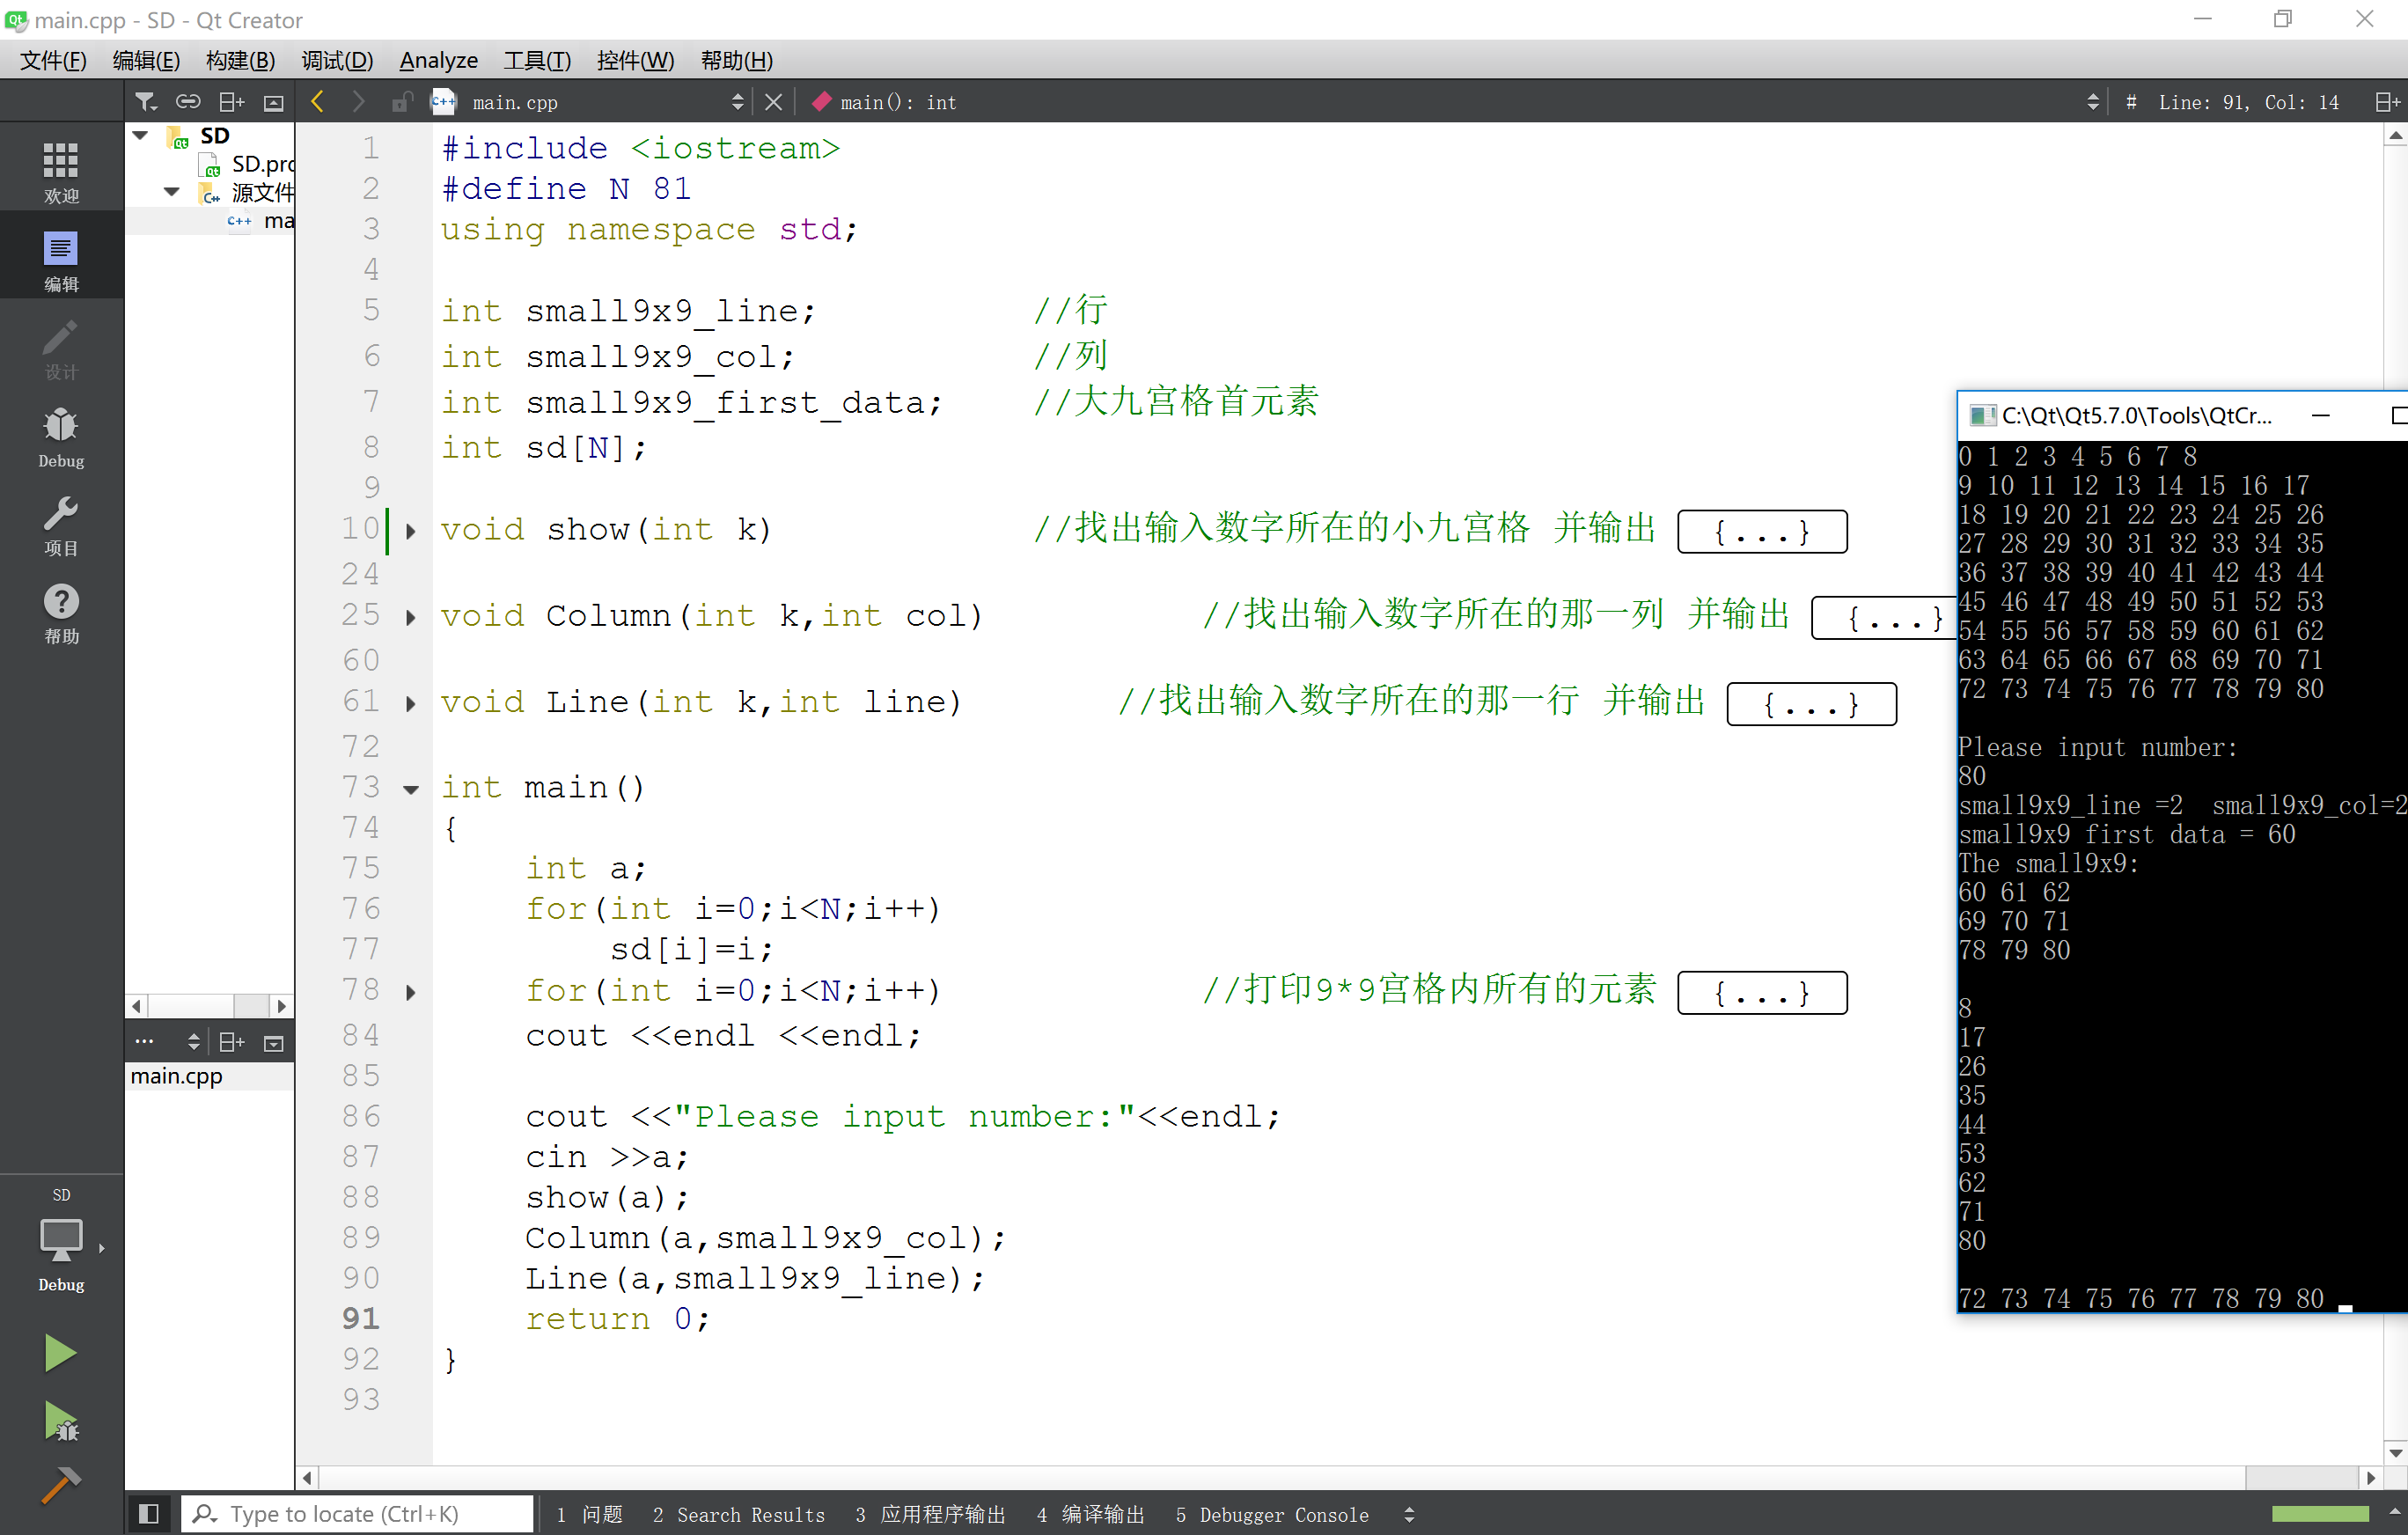 main.cpp - SD - Qt Creator
文件(F) 编辑(E) 构建(B) 调试(D) Analyze 工具(T) 控件(W) 帮助(H)
main.cpp main(): int # Line: 91, Col: 14
欢迎
编辑
设计
Debug
项目
帮助
SD
Debug
SD
SD.pro
源文件
ma
main.cpp
1 #include <iostream>
2 #define N 81
3 using namespace std;
4
5 int small9x9_line; //行
6 int small9x9_col; //列
7 int small9x9_first_data; //大九宫格首元素
8 int sd[N];
9
10 void show(int k) //找出输入数字所在的小九宫格 并输出 {...}
24
25 void Column(int k,int col) //找出输入数字所在的那一列 并输出 {...}
60
61 void Line(int k,int line) //找出输入数字所在的那一行 并输出 {...}
72
73 int main()
74 {
75 int a;
76 for(int i=0;i<N;i++)
77 sd[i]=i;
78 for(int i=0;i<N;i++) //打印9*9宫格内所有的元素 {...}
84 cout <<endl <<endl;
85
86 cout <<"Please input number:"<<endl;
87 cin >>a;
88 show(a);
89 Column(a,small9x9_col);
90 Line(a,small9x9_line);
91 return 0;
92 }
93
C:\Qt\Qt5.7.0\Tools\QtCr...
0 1 2 3 4 5 6 7 8
9 10 11 12 13 14 15 16 17
18 19 20 21 22 23 24 25 26
27 28 29 30 31 32 33 34 35
36 37 38 39 40 41 42 43 44
45 46 47 48 49 50 51 52 53
54 55 56 57 58 59 60 61 62
63 64 65 66 67 68 69 70 71
72 73 74 75 76 77 78 79 80
Please input number:
80
small9x9_line =2 small9x9_col=2
small9x9 first data = 60
The small9x9:
60 61 62
69 70 71
78 79 80
8
17
26
35
44
53
62
71
80
72 73 74 75 76 77 78 79 80
Type to locate (Ctrl+K) 1 问题 2 Search Results 3 应用程序输出 4 编译输出 5 Debugger Console